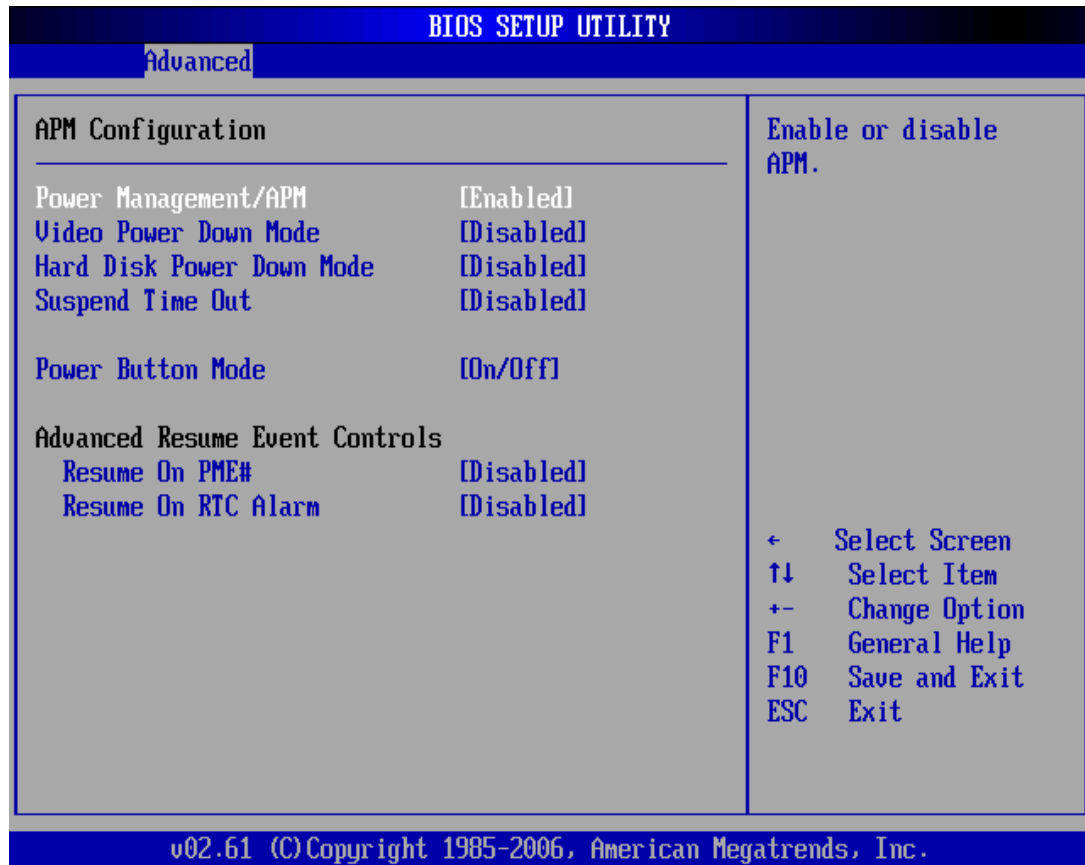 BIOS SETUP UTILITY
Advanced
APM Configuration
Power Management/APM [Enabled]
Video Power Down Mode [Disabled]
Hard Disk Power Down Mode [Disabled]
Suspend Time Out [Disabled]
Power Button Mode [On/Off]
Advanced Resume Event Controls
Resume On PME# [Disabled]
Resume On RTC Alarm [Disabled]
Enable or disable
APM.
← Select Screen
↑↓ Select Item
+- Change Option
F1 General Help
F10 Save and Exit
ESC Exit
v02.61 (C)Copyright 1985-2006, American Megatrends, Inc.